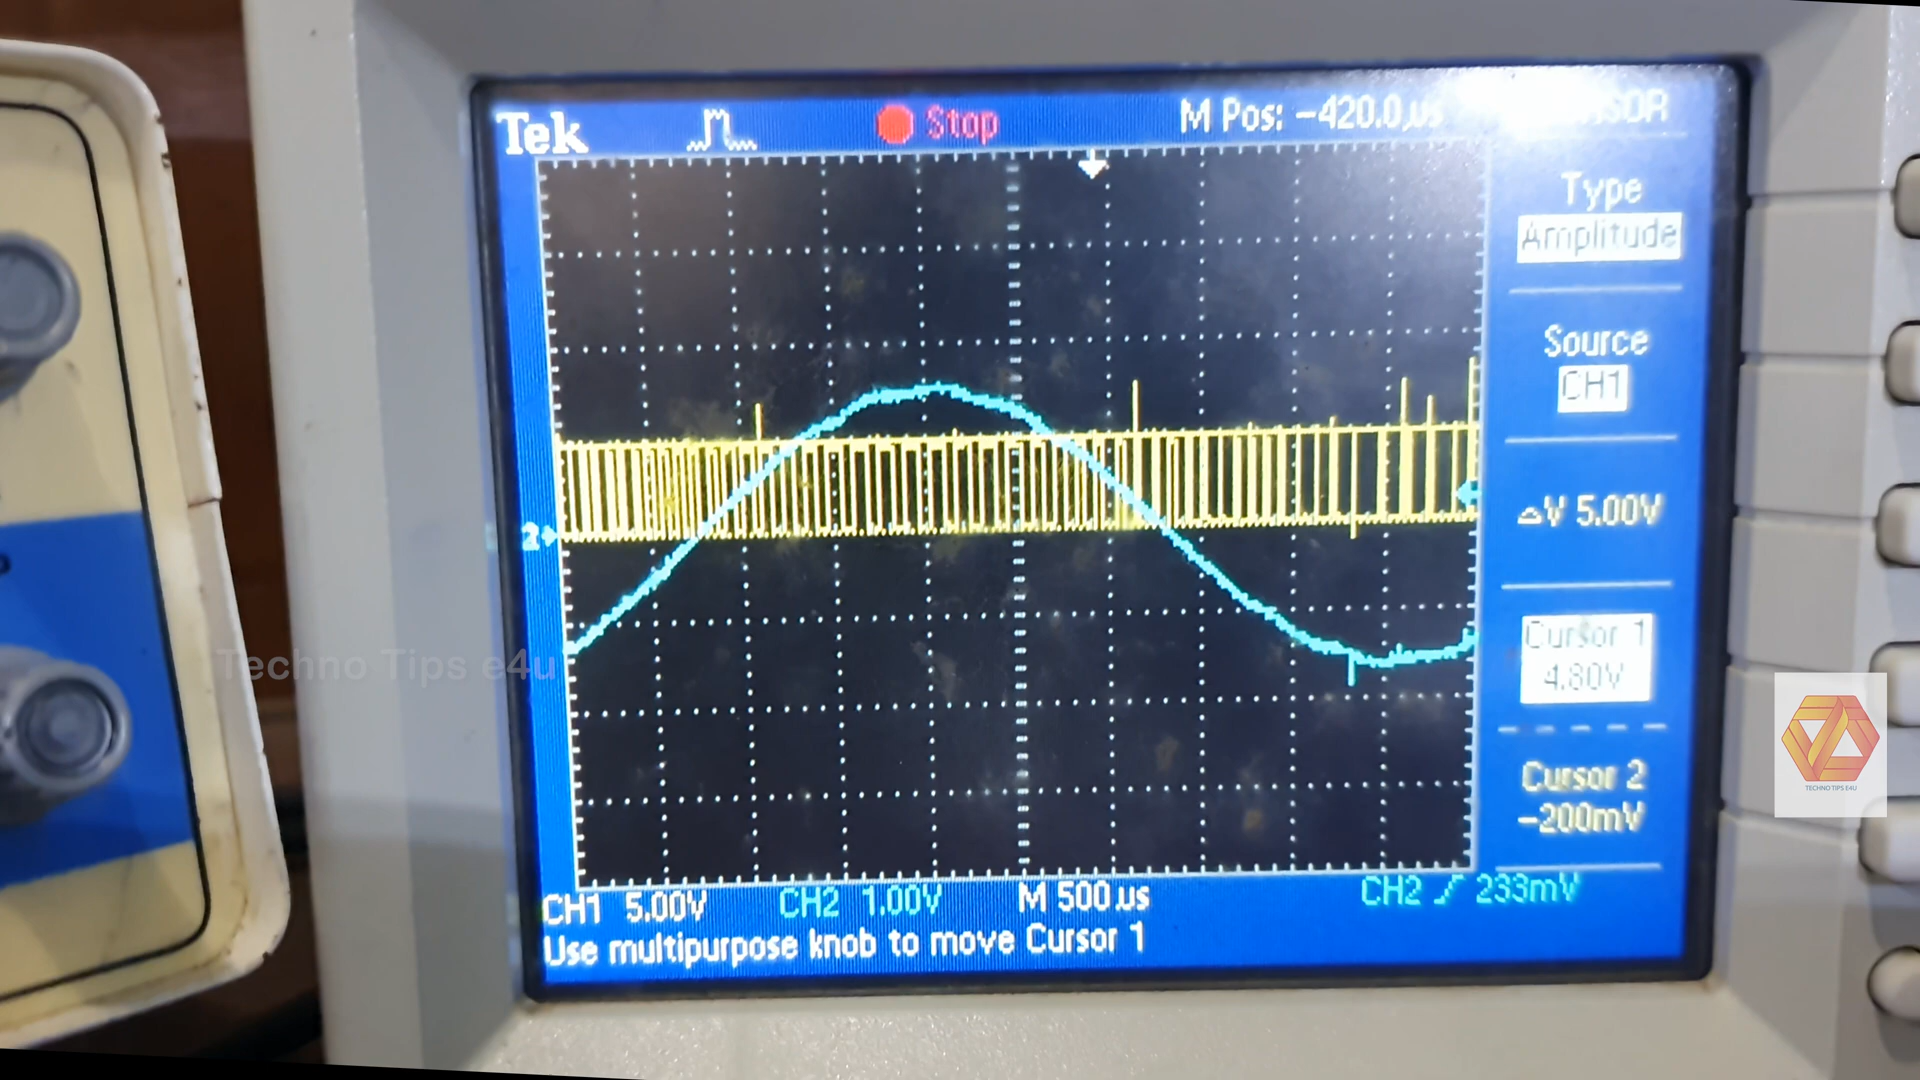 Tek Stop M Pos: -420.0µs
Type
Amplitude
Source
CH1
△V 5.00V
Cursor 1
4.80V
Cursor 2
-200mV
2
CH1 5.00V CH2 1.00V M 500µs CH2 233mV
Use multipurpose knob to move Cursor 1
Techno Tips e4u
TECHNO TIPS E4U